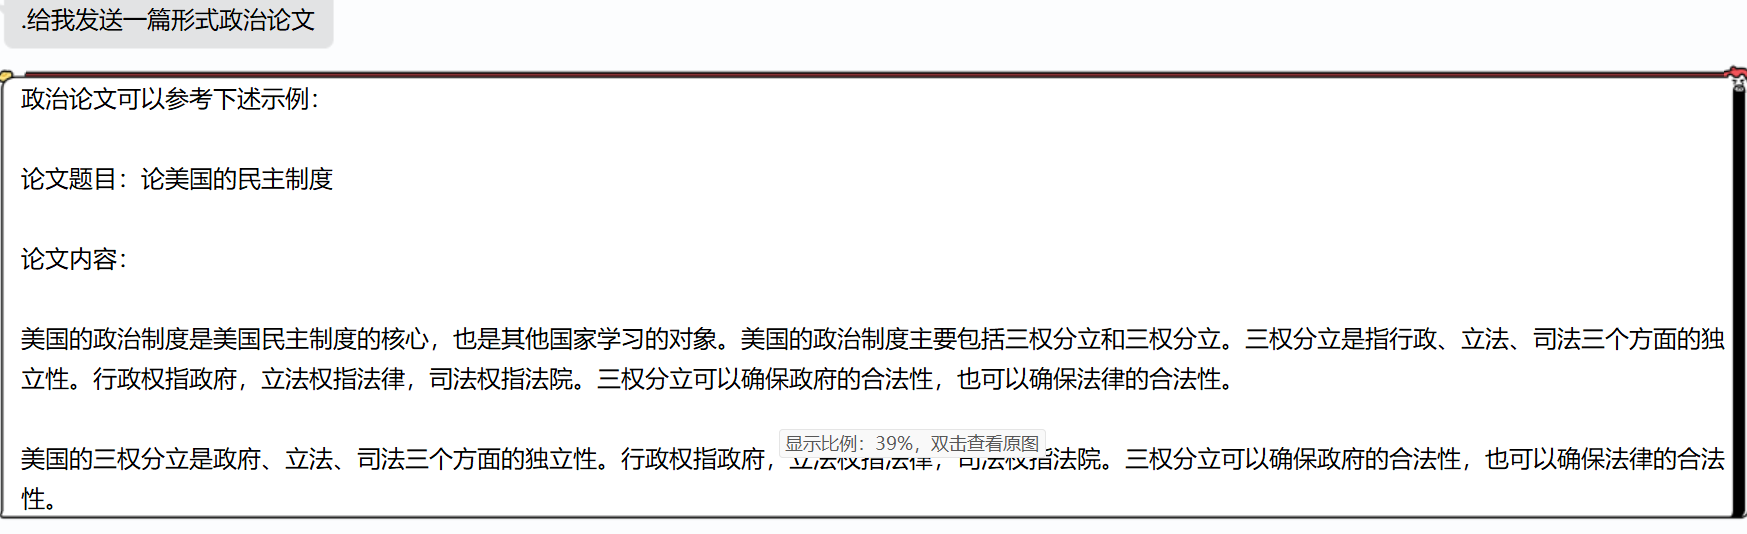 .给我发送一篇形式政治论文
政治论文可以参考下述示例：
论文题目：论美国的民主制度
论文内容：
美国的政治制度是美国民主制度的核心，也是其他国家学习的对象。美国的政治制度主要包括三权分立和三权分立。三权分立是指行政、立法、司法三个方面的独
立性。行政权指政府，立法权指法律，司法权指法院。三权分立可以确保政府的合法性，也可以确保法律的合法性。
显示比例：39%，双击查看原图
美国的三权分立是政府、立法、司法三个方面的独立性。行政权指政府，立法权指法律，司法权指法院。三权分立可以确保政府的合法性，也可以确保法律的合法
性。